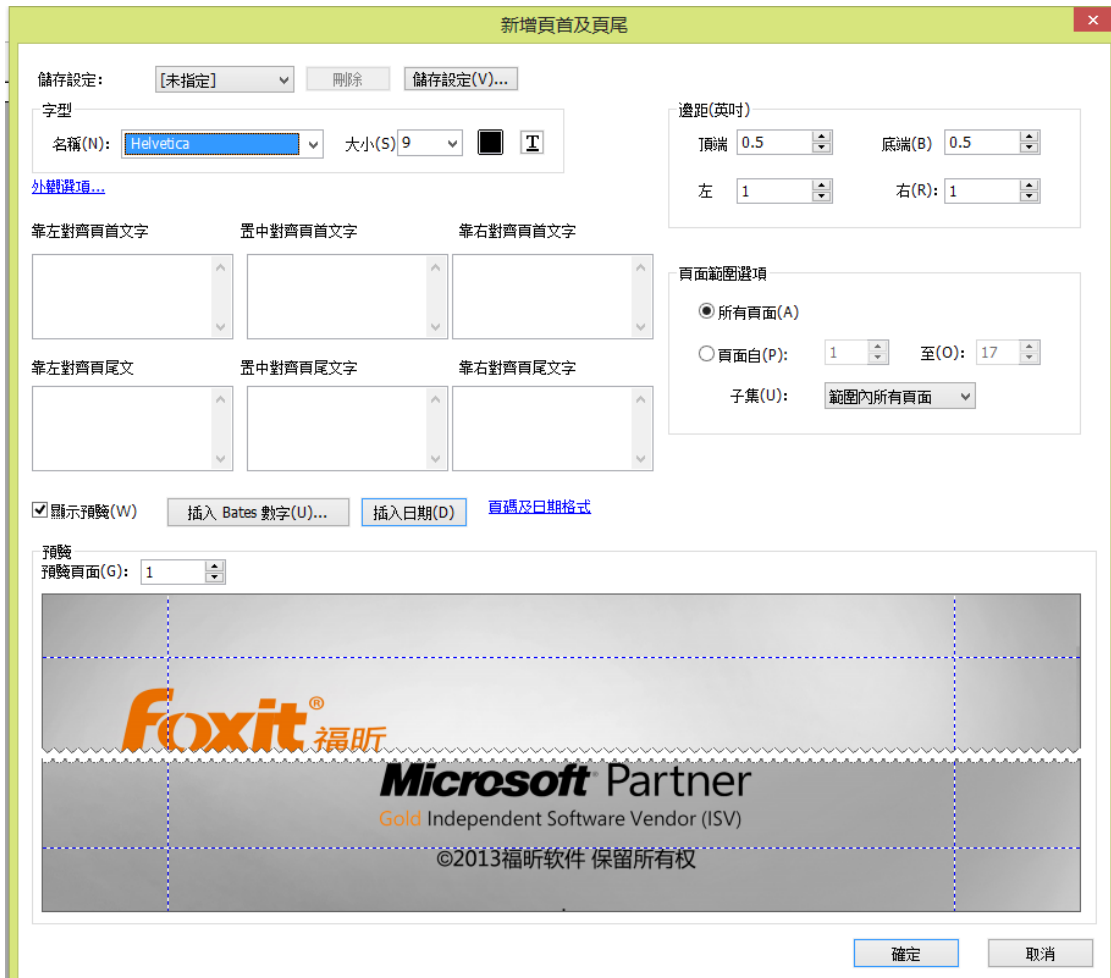 新增頁首及頁尾
儲存設定： [未指定] 刪除 儲存設定(V)...
字型
名稱(N)： Helvetica 大小(S) 9 T
外觀選項...
邊距(英吋)
頂端 0.5 底端(B) 0.5
左 1 右(R)： 1
靠左對齊頁首文字 置中對齊頁首文字 靠右對齊頁首文字
頁面範圍選項
所有頁面(A)
頁面自(P)： 1 至(O)： 17
子集(U)： 範圍內所有頁面
靠左對齊頁尾文 置中對齊頁尾文字 靠右對齊頁尾文字
顯示預覽(W) 插入 Bates 數字(U)... 插入日期(D) 頁碼及日期格式
預覽
預覽頁面(G)： 1
foxit® 福昕
Microsoft Partner
Gold Independent Software Vendor (ISV)
©2013福昕软件 保留所有权
確定 取消